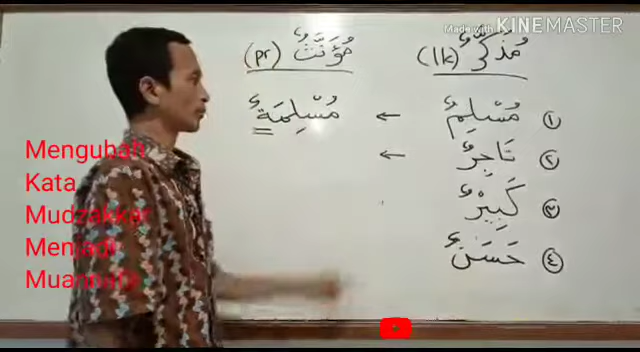 Made with KINEMASTER
مُذَكَّرٌ (lk) مُؤَنَّثٌ (pr)
١ مُسْلِمٌ ← مُسْلِمَةٌ
٢ تَاجِرٌ ←
٣ كَبِيْرٌ
٤ حَسَنٌ
Mengubah
Kata
Mudzakkar
Menjadi
Muannats